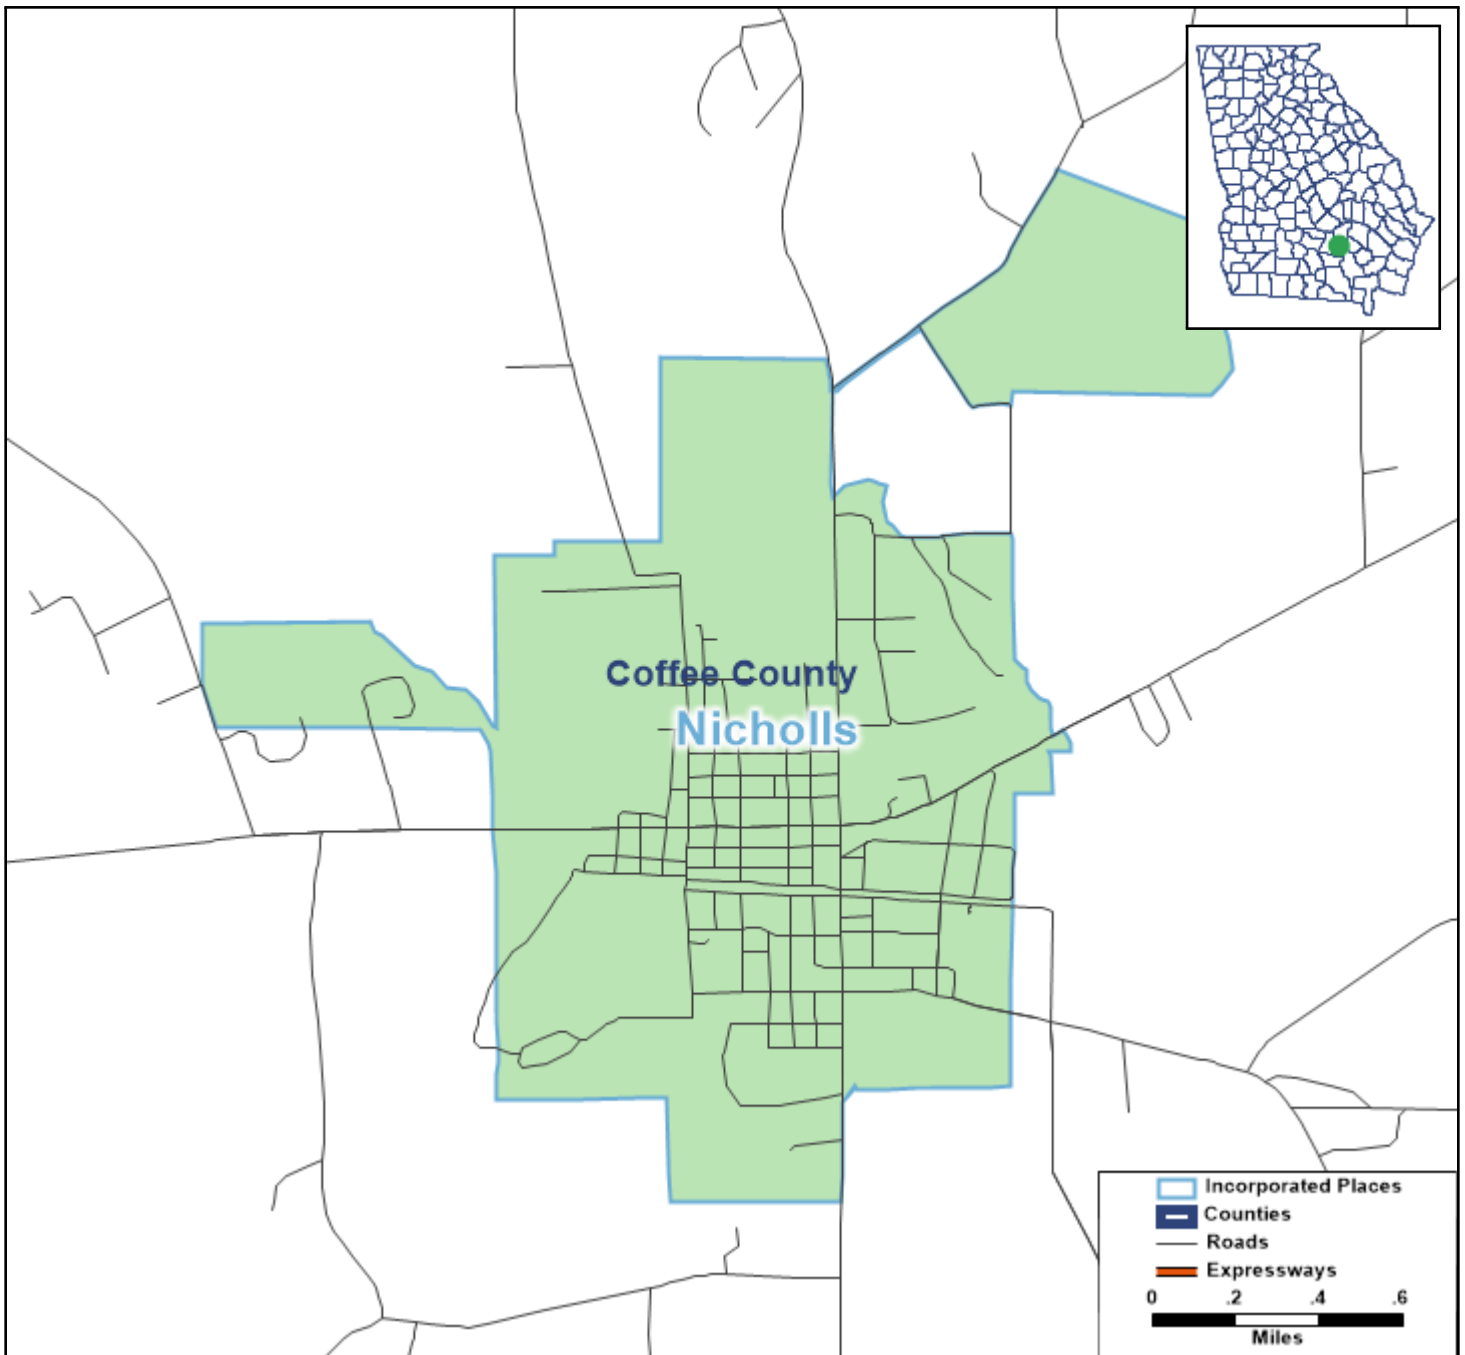 Coffee County
Nicholls
Incorporated Places
Counties
Roads
Expressways
0 .2 .4 .6
Miles